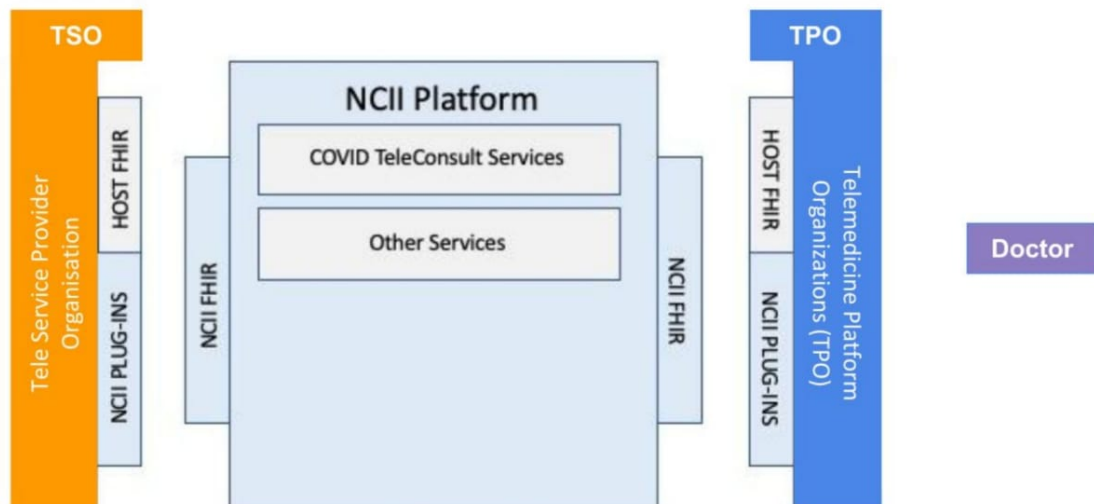 TSO
Tele Service Provider
Organisation
HOST FHIR
NCII PLUG-INS
NCII FHIR
NCII Platform
COVID TeleConsult Services
Other Services
NCII FHIR
TPO
HOST FHIR
NCII PLUG-INS
Telemedicine Platform
Organizations (TPO)
Doctor